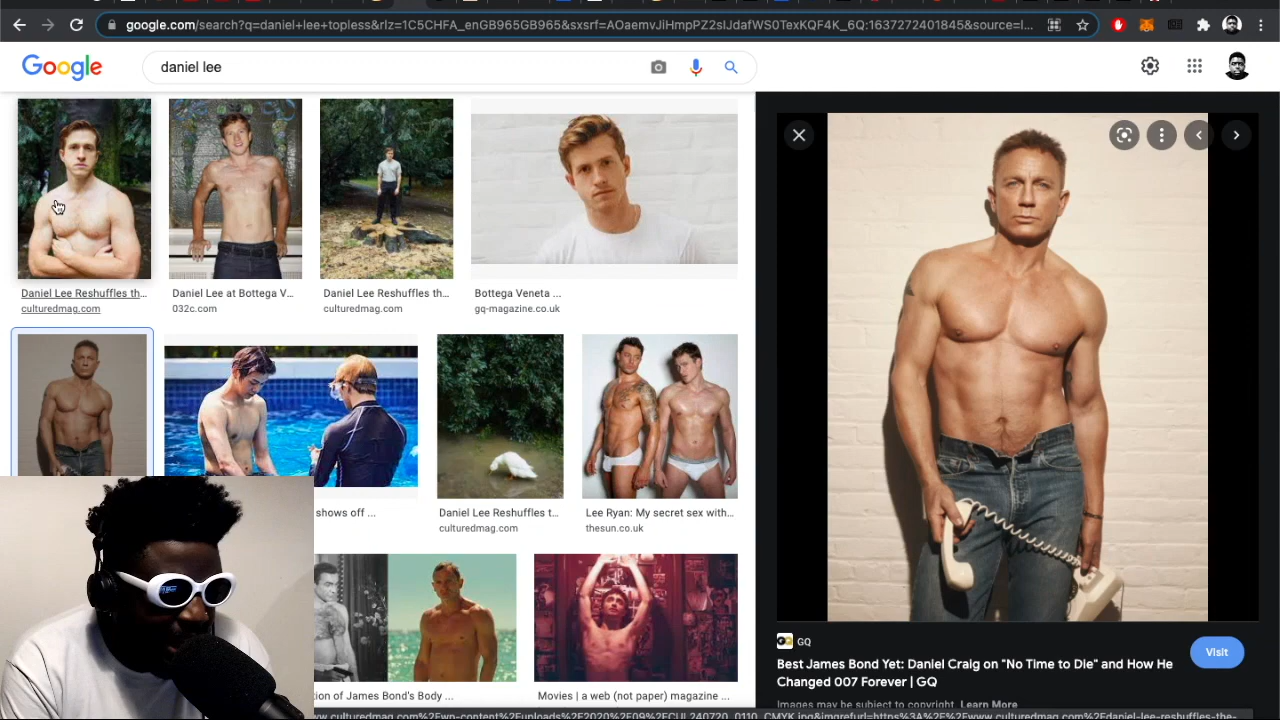 google.com/search?q=daniel+lee+topless&rlz=1C5CHFA_enGB965GB965&sxsrf=AOaemvJiHmpPZ2sIJdafWS0TexKQF4K_6Q:1637272401845&source=l...
Google
daniel lee
Daniel Lee Reshuffles th...
culturedmag.com
Daniel Lee at Bottega V...
032c.com
Daniel Lee Reshuffles th...
culturedmag.com
Bottega Veneta ...
gq-magazine.co.uk
shows off ...
Daniel Lee Reshuffles t...
culturedmag.com
Lee Ryan: My secret sex with...
thesun.co.uk
tion of James Bond's Body ...
Movies | a web (not paper) magazine ...
GQ
GQ
Best James Bond Yet: Daniel Craig on "No Time to Die" and How He
Changed 007 Forever | GQ
Visit
Images may be subject to copyright. Learn More